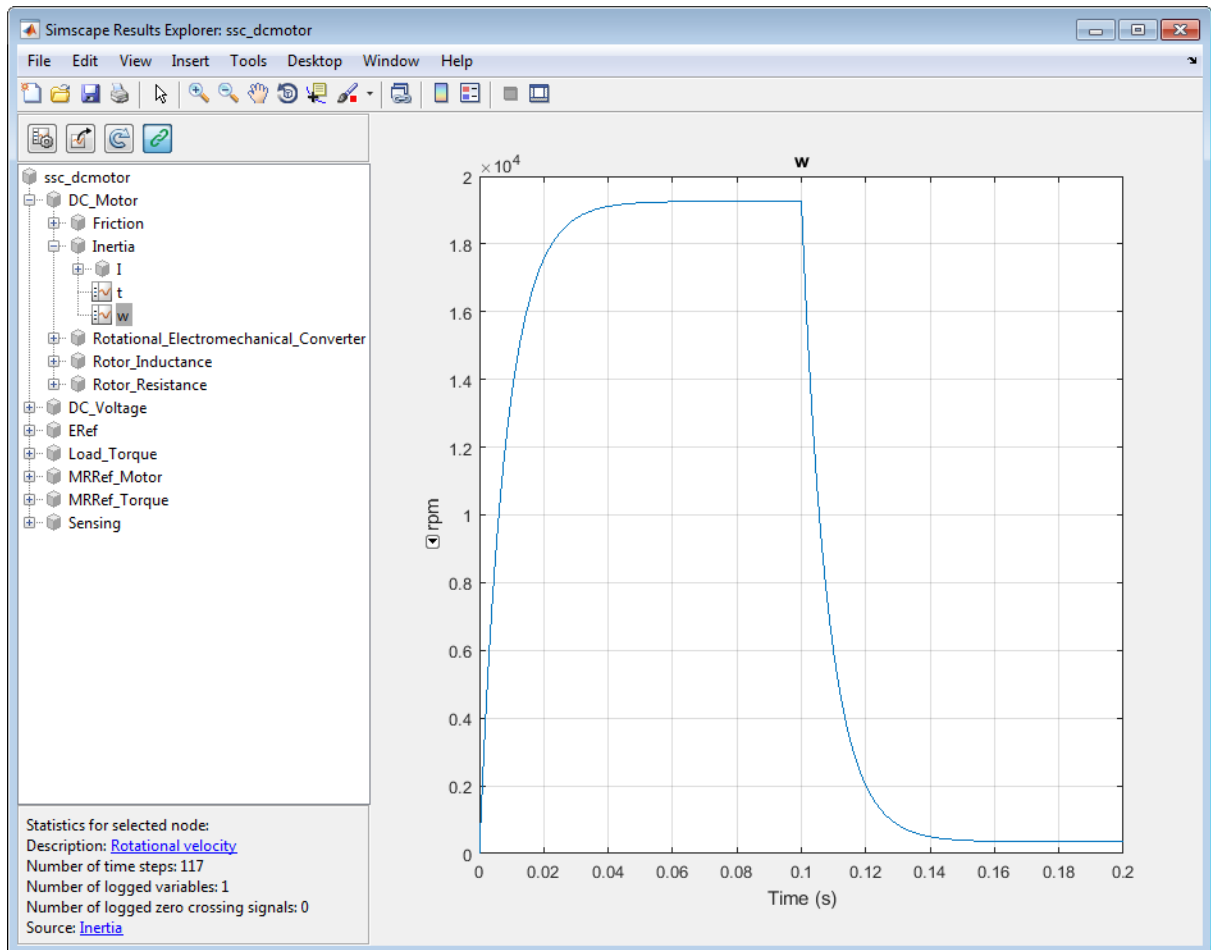 Simscape Results Explorer: ssc_dcmotor
File Edit View Insert Tools Desktop Window Help
ssc_dcmotor
DC_Motor
Friction
Inertia
I
t
w
Rotational_Electromechanical_Converter
Rotor_Inductance
Rotor_Resistance
DC_Voltage
ERef
Load_Torque
MRRef_Motor
MRRef_Torque
Sensing
Statistics for selected node:
Description: Rotational velocity
Number of time steps: 117
Number of logged variables: 1
Number of logged zero crossing signals: 0
Source: Inertia
w
×10⁴
2
1.8
1.6
1.4
1.2
1
0.8
0.6
0.4
0.2
0
rpm
0 0.02 0.04 0.06 0.08 0.1 0.12 0.14 0.16 0.18 0.2
Time (s)